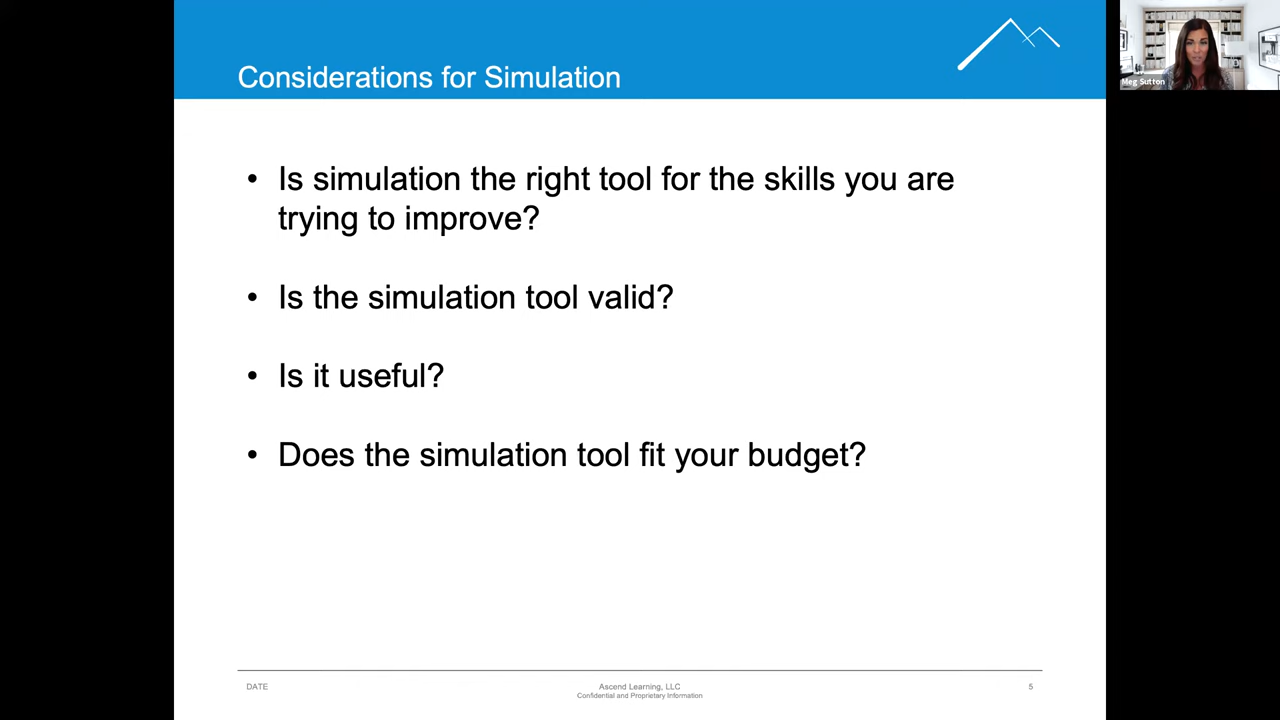 Considerations for Simulation
Meg Sutton
• Is simulation the right tool for the skills you are
trying to improve?
• Is the simulation tool valid?
• Is it useful?
• Does the simulation tool fit your budget?
DATE
Ascend Learning, LLC
Confidential and Proprietary Information
5